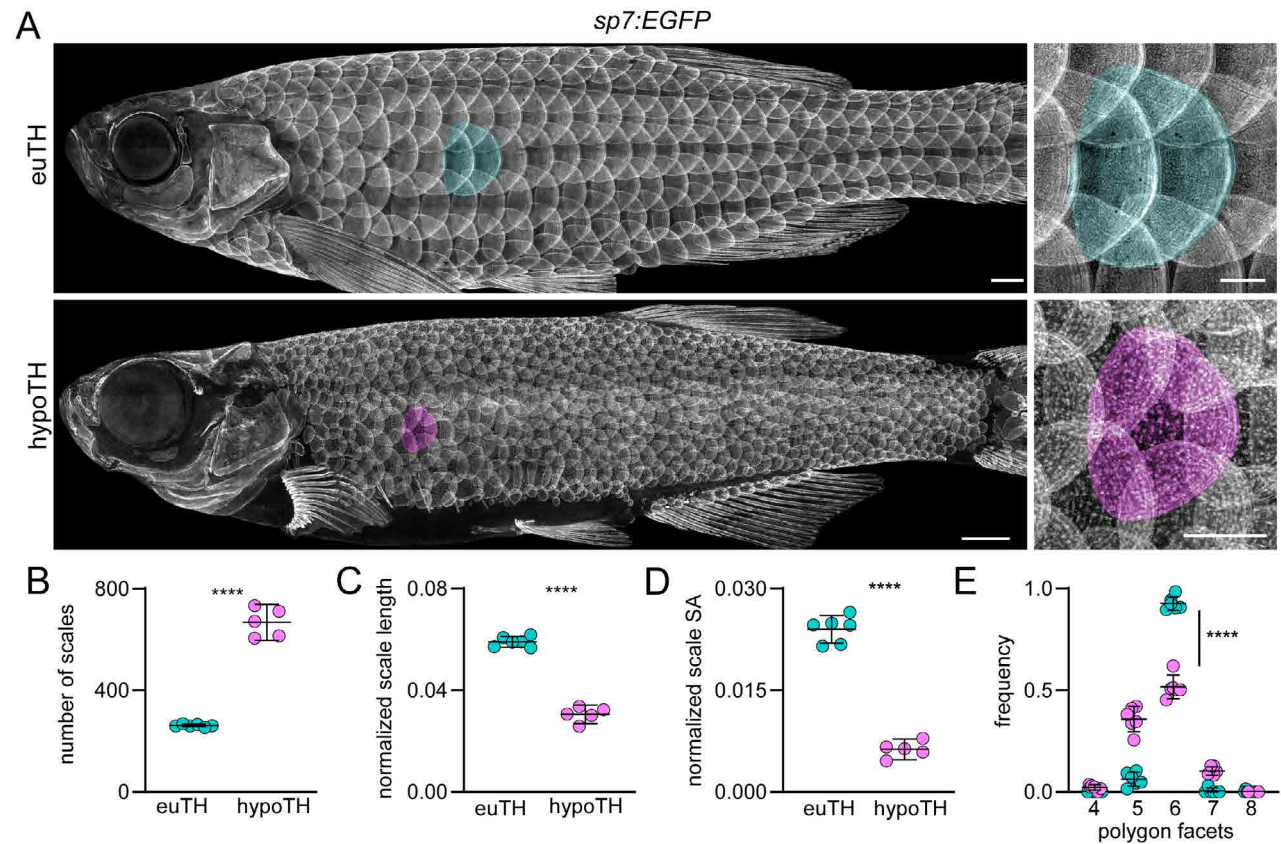 A
sp7:EGFP
euTH
hypoTH
B
number of scales
800
400
0
****
euTH
hypoTH
C
normalized scale length
0.08
0.04
0.00
****
euTH
hypoTH
D
normalized scale SA
0.030
0.015
0.000
****
euTH
hypoTH
E
frequency
1.0
0.5
0.0
****
4 5 6 7 8
polygon facets